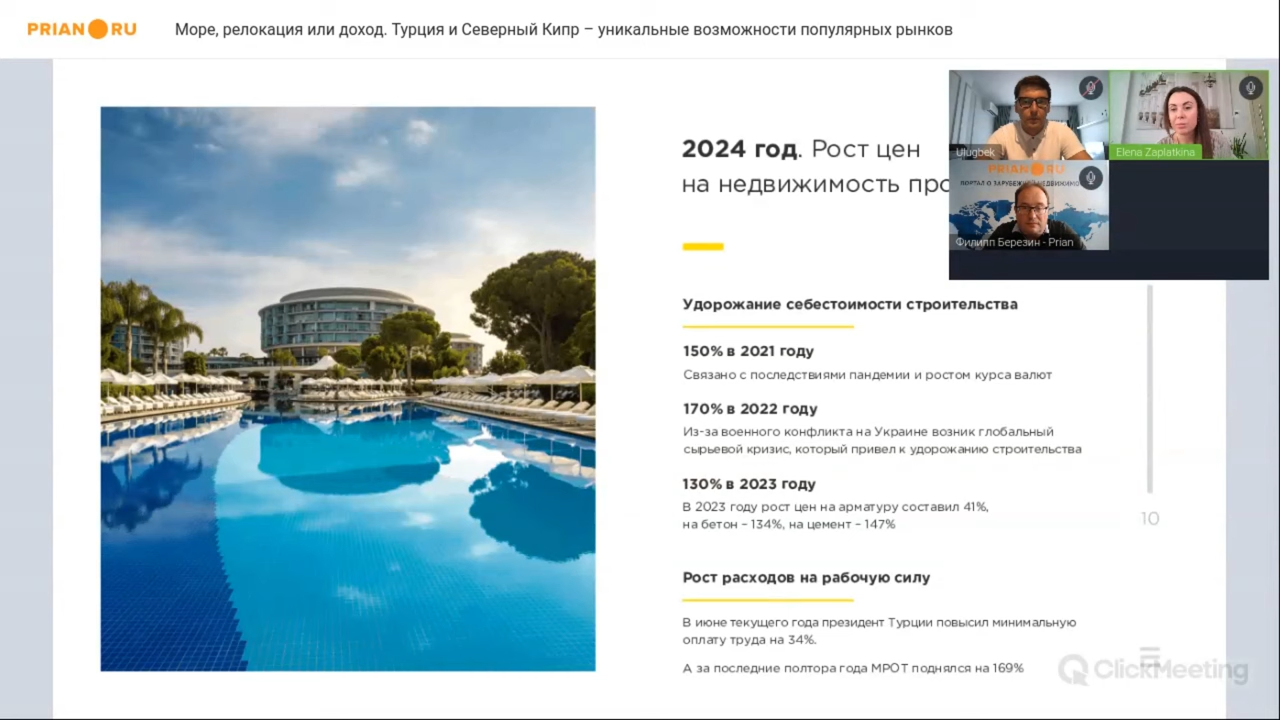 PRIAN RU
Море, релокация или доход. Турция и Северный Кипр – уникальные возможности популярных рынков
2024 год. Рост цен
на недвижимость
Ulugbek
Elena Zaplatkina
PRIAN RU
Филипп Березин - Prian
Удорожание себестоимости строительства
150% в 2021 году
Связано с последствиями пандемии и ростом курса валют
170% в 2022 году
Из-за военного конфликта на Украине возник глобальный
сырьевой кризис, который привел к удорожанию строительства
130% в 2023 году
В 2023 году рост цен на арматуру составил 41%,
на бетон – 134%, на цемент – 147%
10
Рост расходов на рабочую силу
В июне текущего года президент Турции повысил минимальную
оплату труда на 34%.
А за последние полтора года МРОТ поднялся на 169%
ClickMeeting